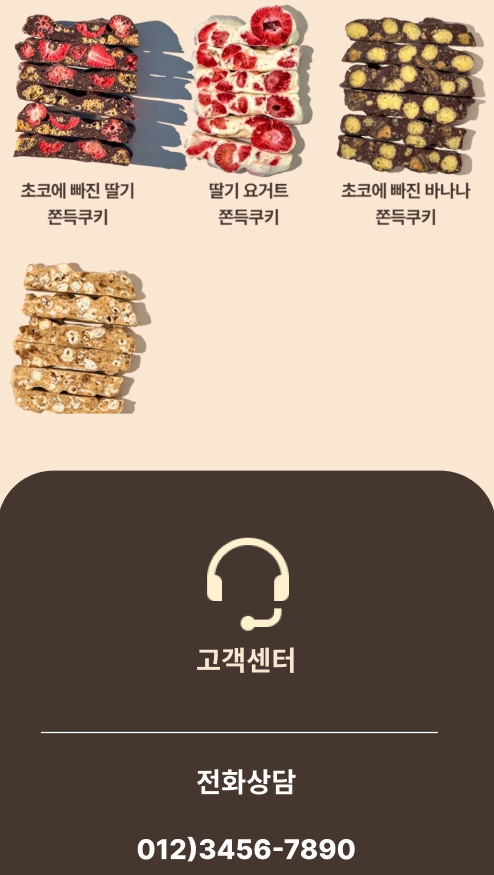 초코에 빠진 딸기
쫀득쿠키
딸기 요거트
쫀득쿠키
초코에 빠진 바나나
쫀득쿠키
고객센터
전화상담
012)3456-7890